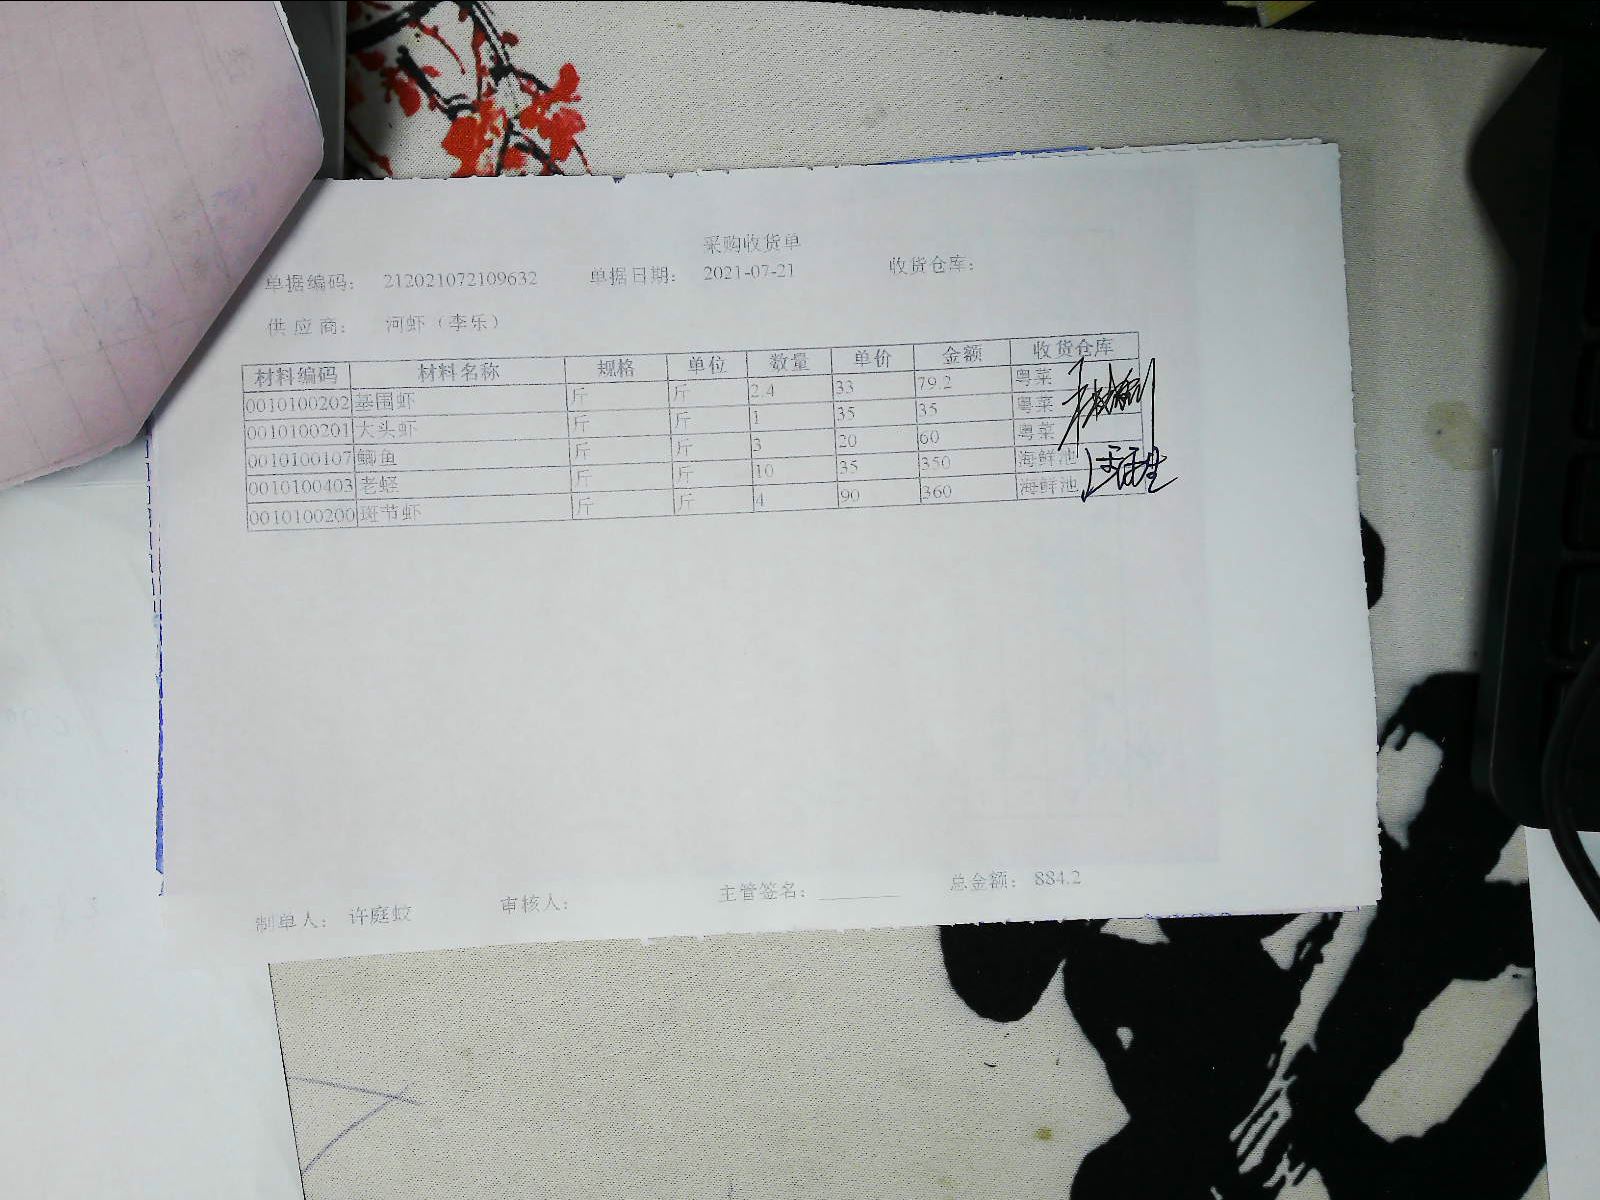 采购收货单
单据编码： 212021072109632 单据日期： 2021-07-21 收货仓库：
供应商： 河虾（李乐）
材料编码 材料名称 规格 单位 数量 单价 金额 收货仓库
0010100202 基围虾 斤 斤 2.4 33 79.2 粤菜
0010100201 大头虾 斤 斤 1 35 35 粤菜
0010100107 鲫鱼 斤 斤 3 20 60 粤菜
0010100403 老蛏 斤 斤 10 35 350 海鲜池
0010100200 斑节虾 斤 斤 4 90 360 海鲜池
制单人： 许庭蛟 审核人： 主管签名： 总金额： 884.2